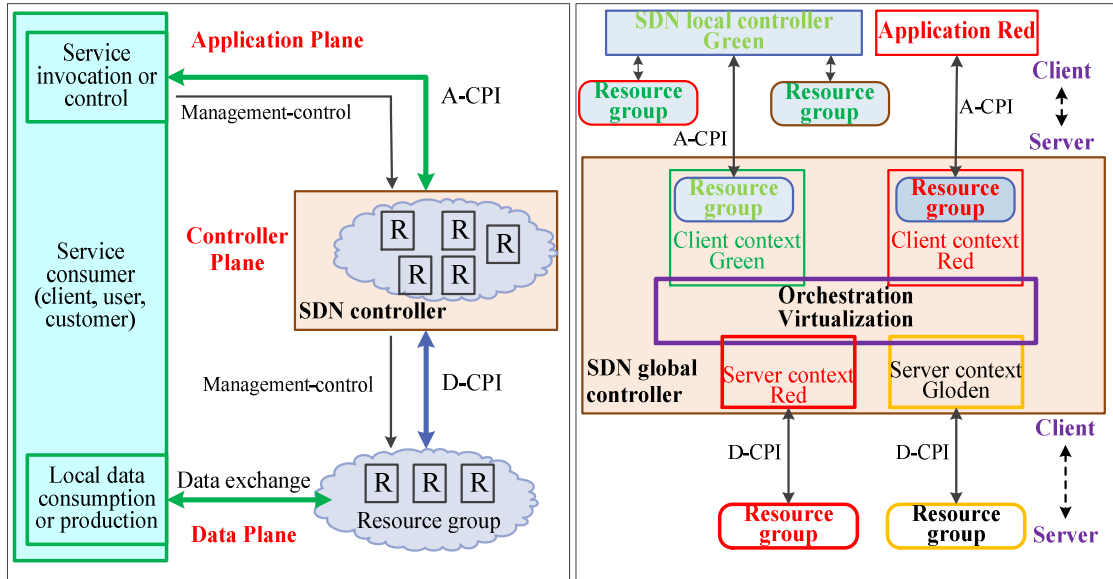 Service
invocation or
control
Application Plane
A-CPI
Management-control
Controller
Plane
R
R
R
R
R
SDN controller
Service
consumer
(client, user,
customer)
Management-control
D-CPI
Local data
consumption
or production
Data exchange
Data Plane
R
R
R
Resource group
SDN local controller
Green
Application Red
Resource
group
Resource
group
Client
Server
A-CPI
A-CPI
Resource
group
Client context
Green
Resource
group
Client context
Red
Orchestration
Virtualization
SDN global
controller
Server context
Red
Server context
Gloden
D-CPI
D-CPI
Client
Server
Resource
group
Resource
group